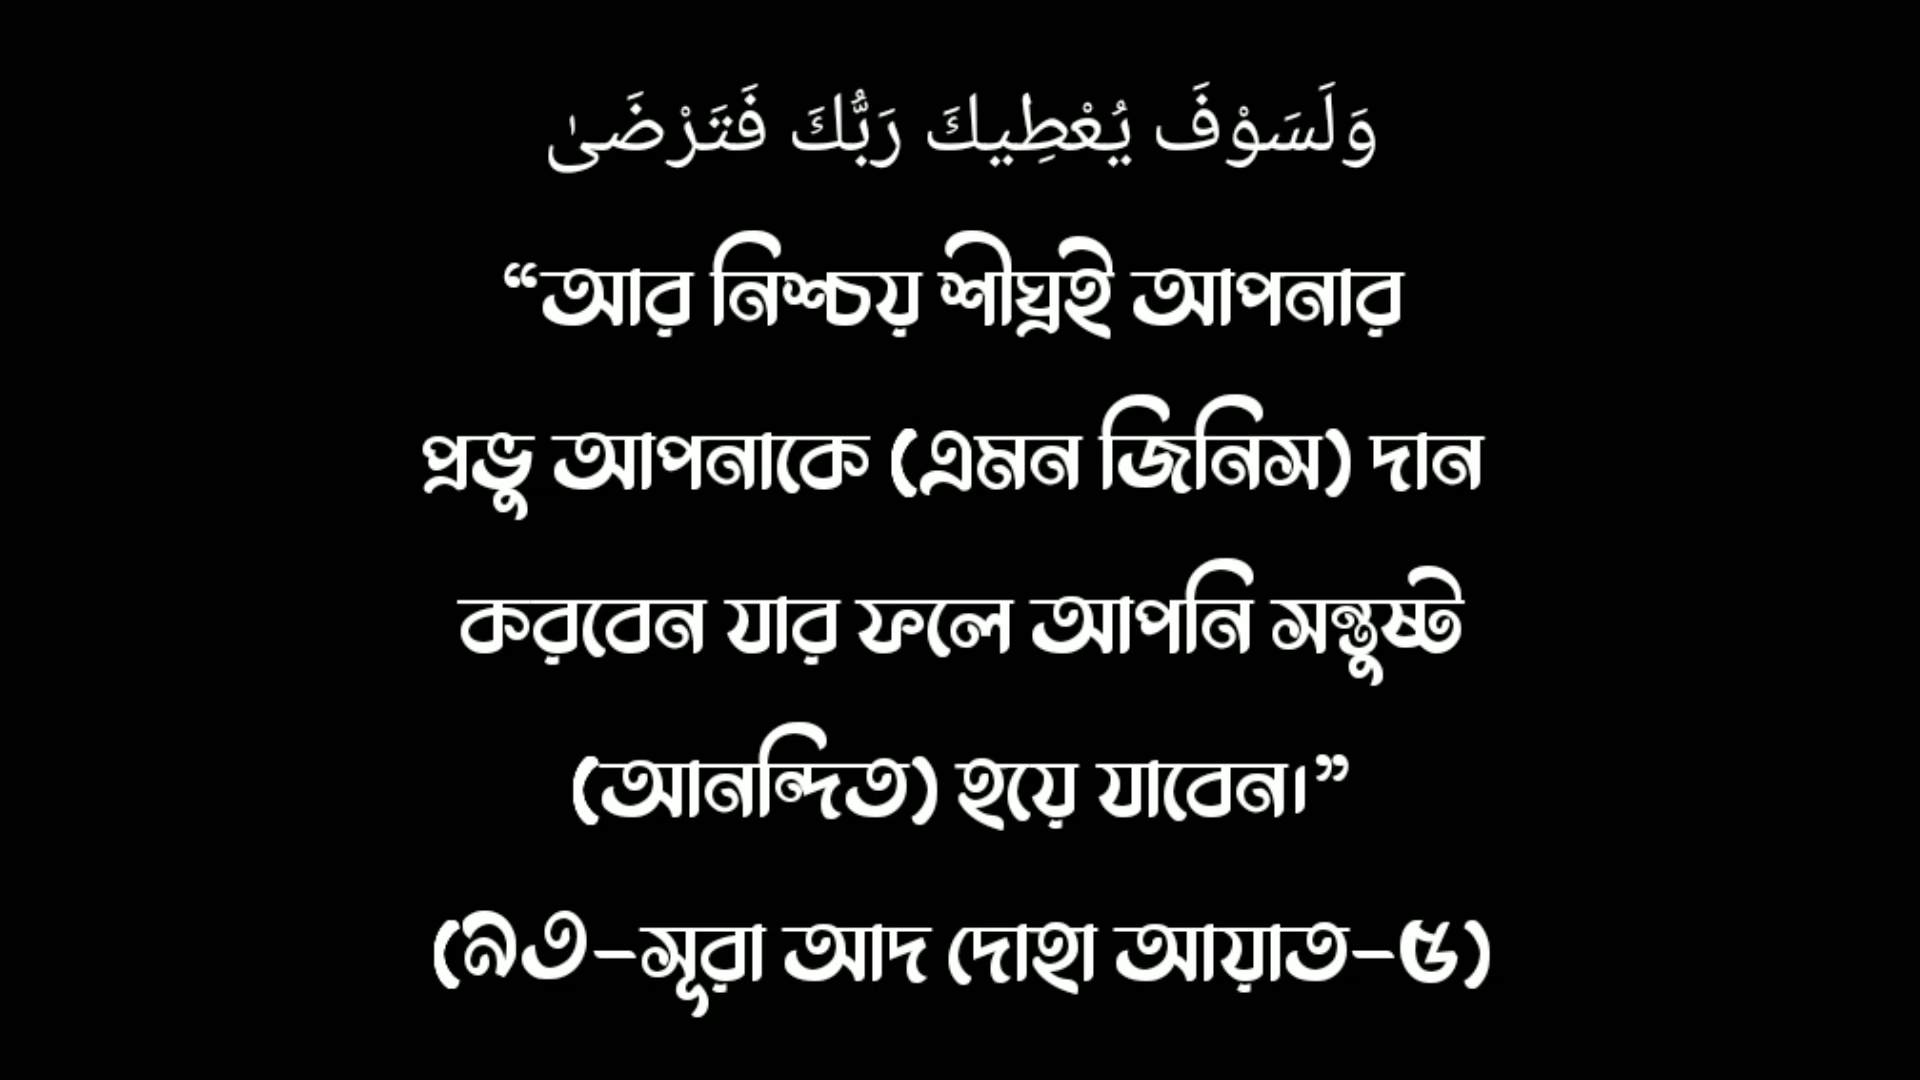 وَلَسَوْفَ يُعْطِيكَ رَبُّكَ فَتَرْضَىٰ
“আর নিশ্চয় শীঘ্রই আপনার
প্রভু আপনাকে (এমন জিনিস) দান
করবেন যার ফলে আপনি সন্তুষ্ট
(আনন্দিত) হয়ে যাবেন।”
(৯৩-সূরা আদ দোহা আয়াত-৫)